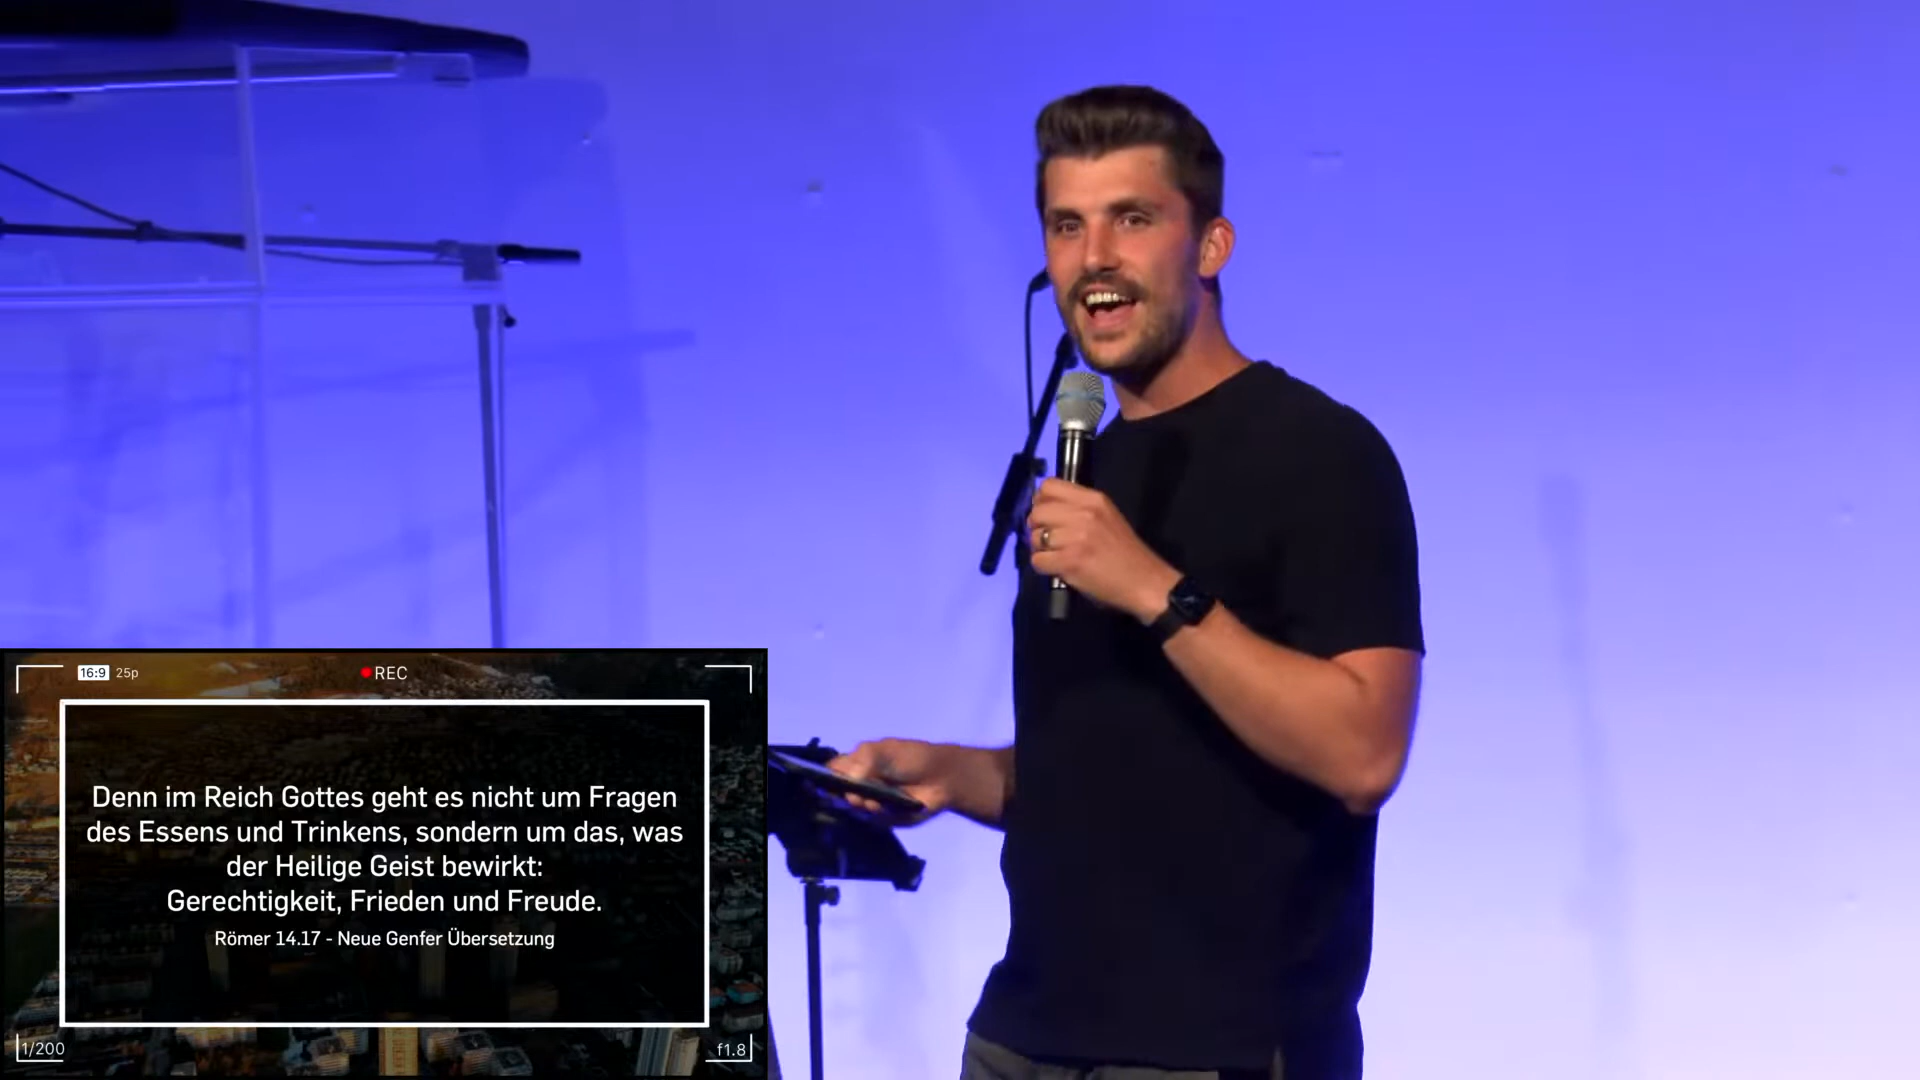 16:9 25p REC
Denn im Reich Gottes geht es nicht um Fragen
des Essens und Trinkens, sondern um das, was
der Heilige Geist bewirkt:
Gerechtigkeit, Frieden und Freude.
Römer 14.17 - Neue Genfer Übersetzung
1/200 f1.8